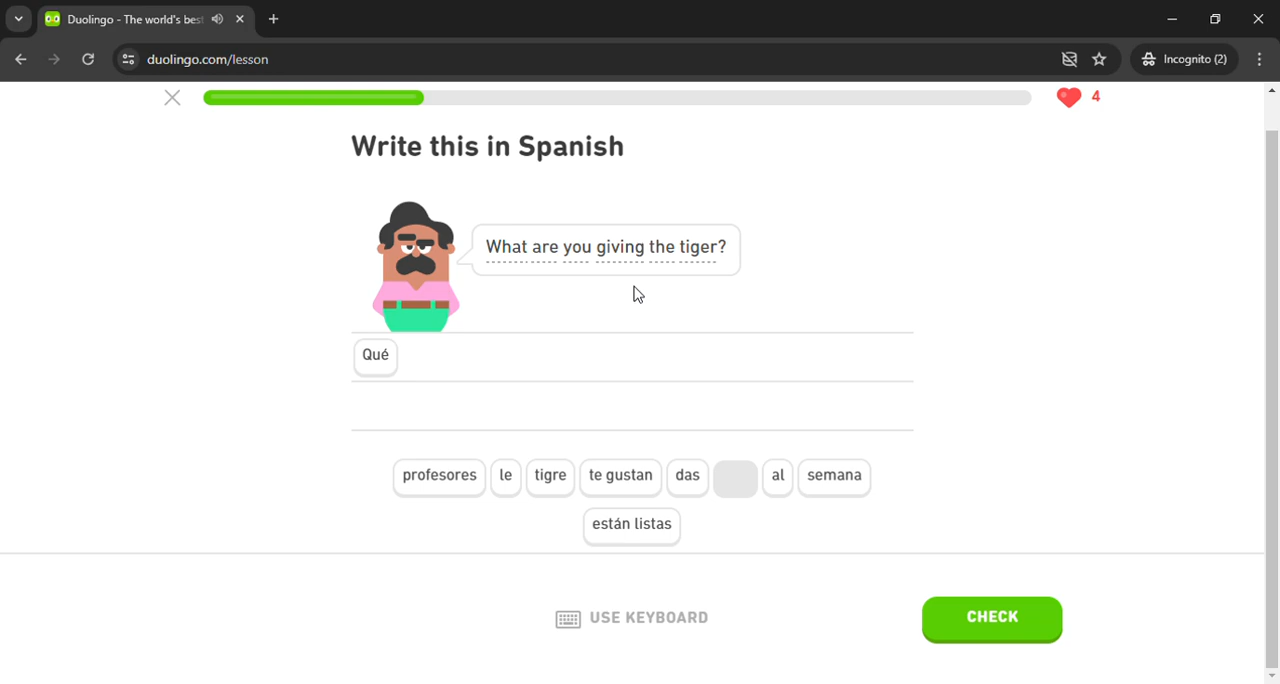 Duolingo - The world's best
duolingo.com/lesson
Incognito (2)
4
Write this in Spanish
What are you giving the tiger?
Qué
profesores le tigre te gustan das al semana
están listas
USE KEYBOARD
CHECK